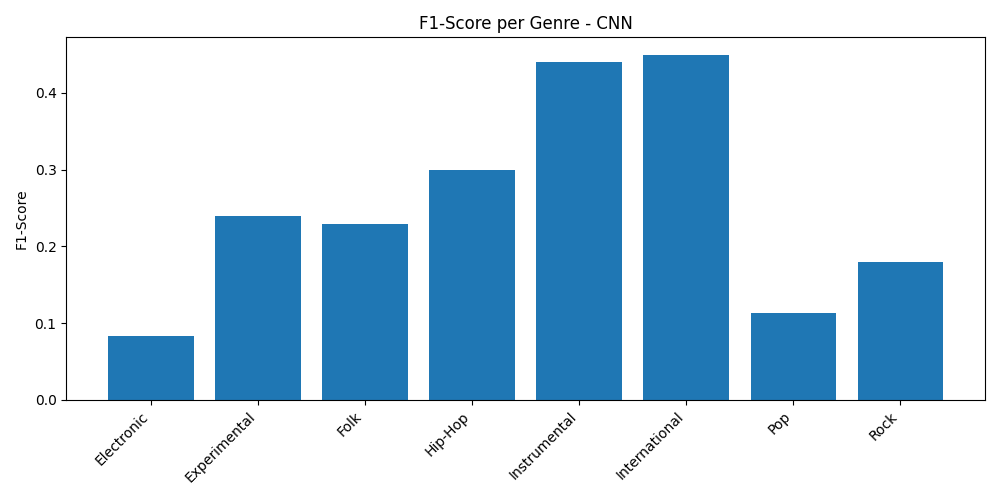 F1-Score per Genre - CNN
F1-Score
0.4
0.3
0.2
0.1
0.0
Electronic
Experimental
Folk
Hip-Hop
Instrumental
International
Pop
Rock